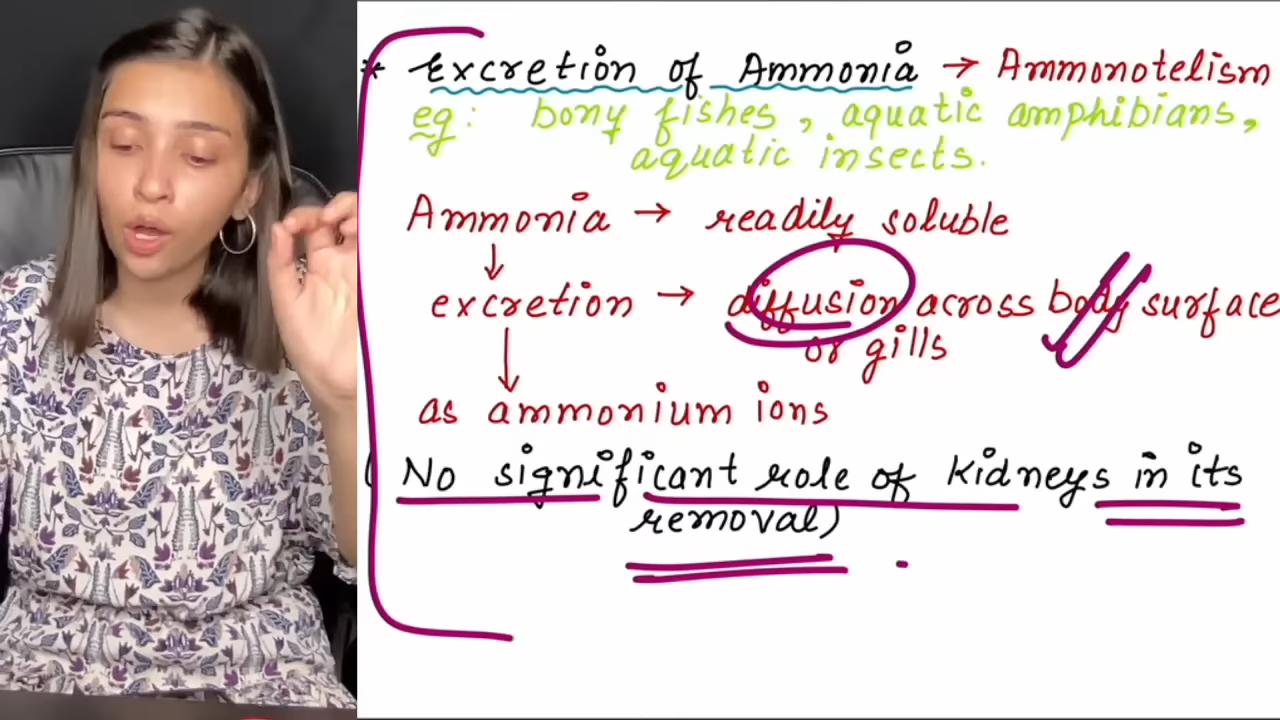 * Excretion of Ammonia → Ammonotelism
eg: bony fishes, aquatic amphibians,
aquatic insects.
Ammonia → readily soluble
↓
excretion → diffusion across body surface
or gills
↓
as ammonium ions
( No significant role of kidneys in its
removal)